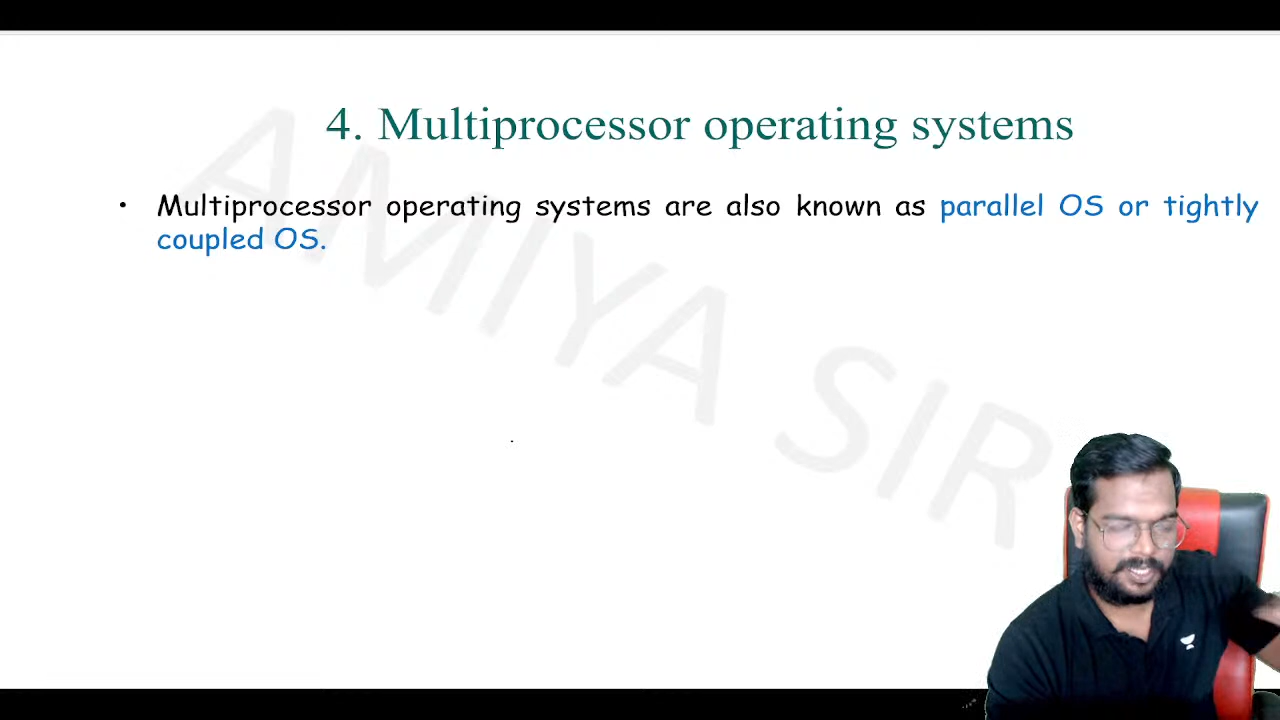 4. Multiprocessor operating systems
• Multiprocessor operating systems are also known as parallel OS or tightly
coupled OS.
AMIYA SIR